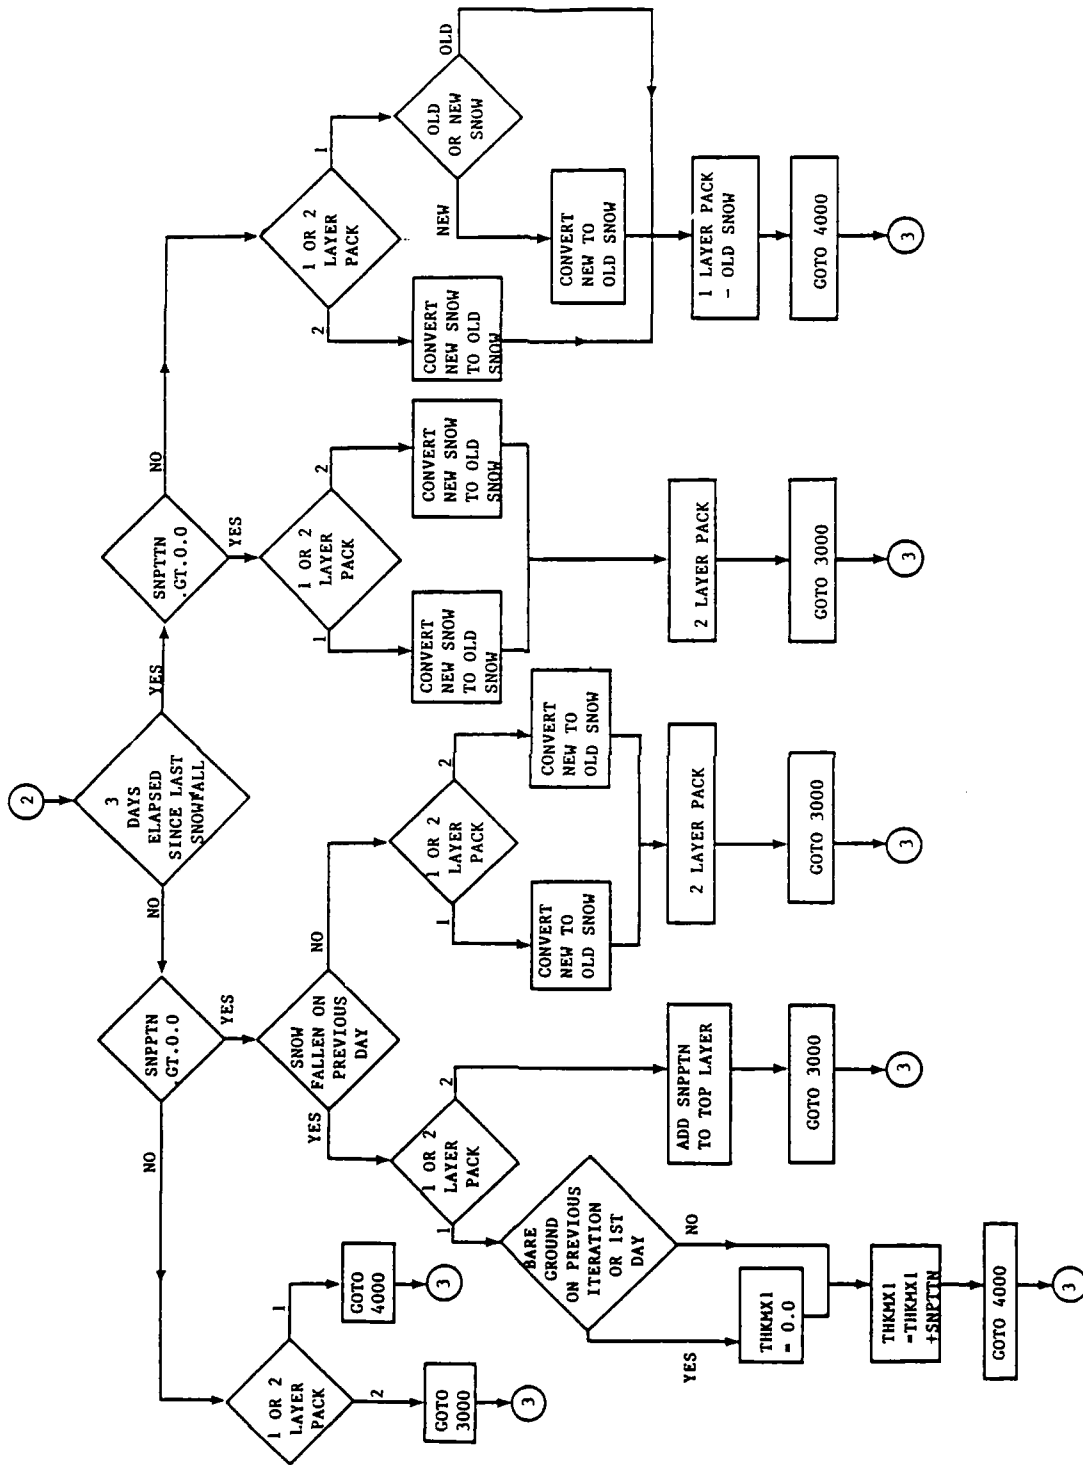 2
3
DAYS
ELAPSED
SINCE LAST
SNOWFALL
NO
YES
SNPPTN
.GT.0.0
NO
YES
1 OR 2
LAYER
PACK
1
2
GOTO
4000
3
GOTO
3000
3
SNOW
FALLEN ON
PREVIOUS
DAY
YES
NO
1 OR 2
LAYER
PACK
1
2
BARE
GROUND
ON PREVIOUS
ITERATION
OR 1ST
DAY
YES
NO
THKMX1
= 0.0
THKMX1
=THKMX1
+SNPTTN
GOTO 4000
3
ADD SNPPTN
TO TOP LAYER
GOTO 3000
3
1 OR 2
LAYER
PACK
1
2
CONVERT
NEW TO
OLD SNOW
CONVERT
NEW TO
OLD SNOW
2 LAYER PACK
GOTO 3000
3
SNPTTN
.GT.0.0
YES
NO
1 OR 2
LAYER
PACK
1
2
CONVERT
NEW SNOW
TO OLD
SNOW
CONVERT
NEW SNOW
TO OLD
SNOW
2 LAYER PACK
GOTO 3000
3
1 OR 2
LAYER
PACK
2
1
CONVERT
NEW SNOW
TO OLD
SNOW
OLD
OR NEW
SNOW
NEW
OLD
CONVERT
NEW TO
OLD SNOW
1 LAYER PACK
- OLD SNOW
GOTO 4000
3